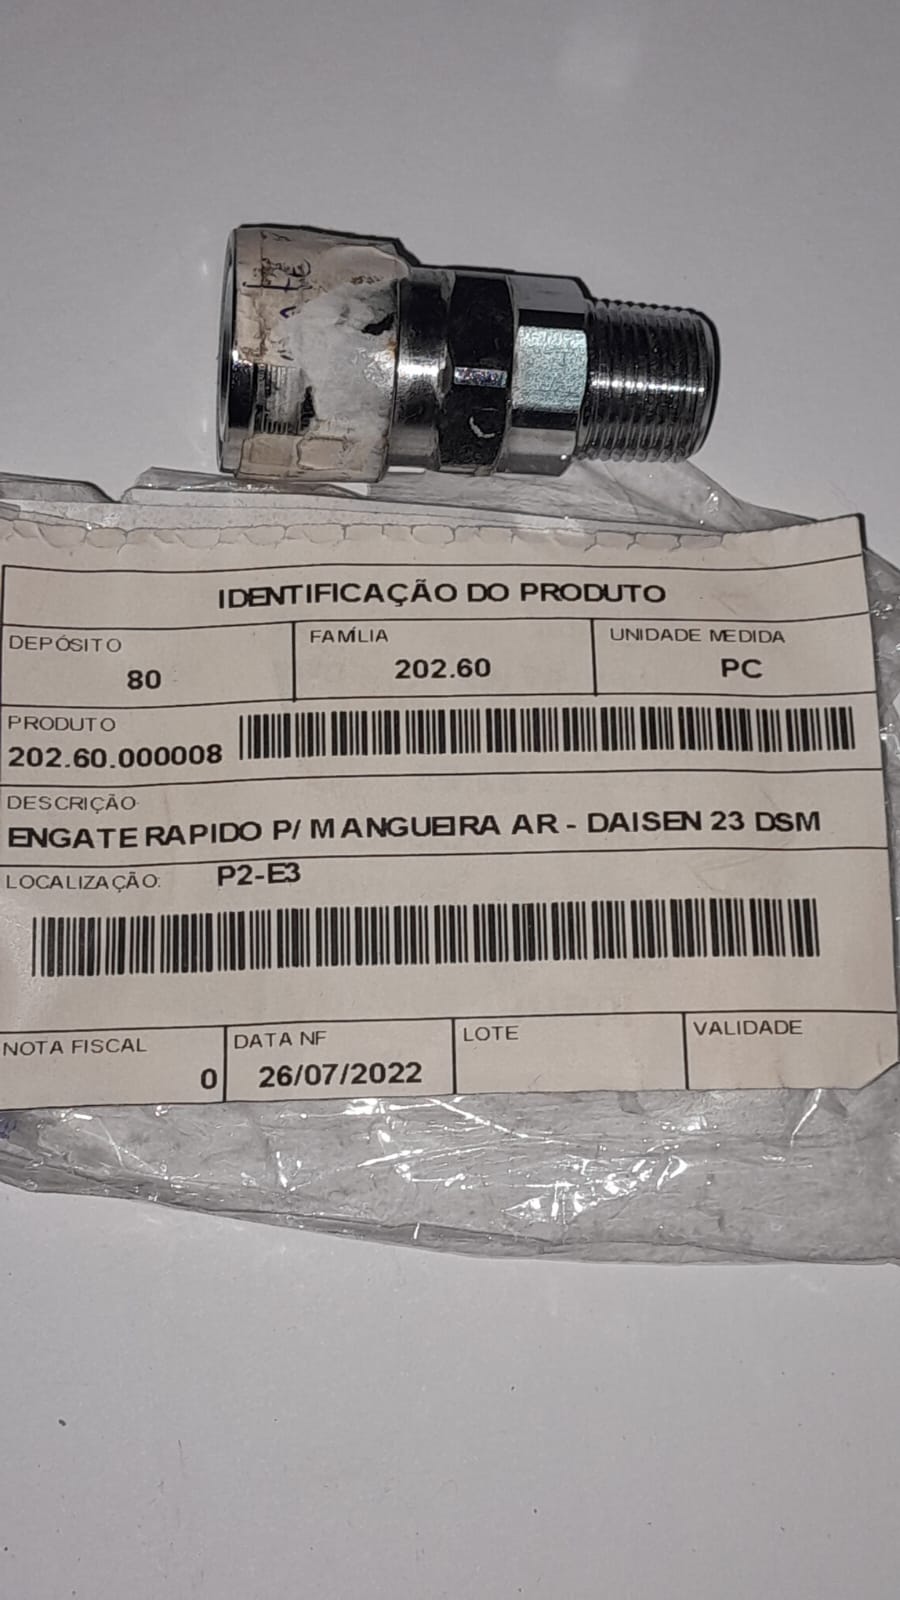 IDENTIFICAÇÃO DO PRODUTO
DEPÓSITO
80
FAMÍLIA
202.60
UNIDADE MEDIDA
PC
PRODUTO
202.60.000008
DESCRIÇÃO
ENGATE RAPIDO P/ MANGUEIRA AR - DAISEN 23 DSM
LOCALIZAÇÃO: P2-E3
NOTA FISCAL
0
DATA NF
26/07/2022
LOTE
VALIDADE